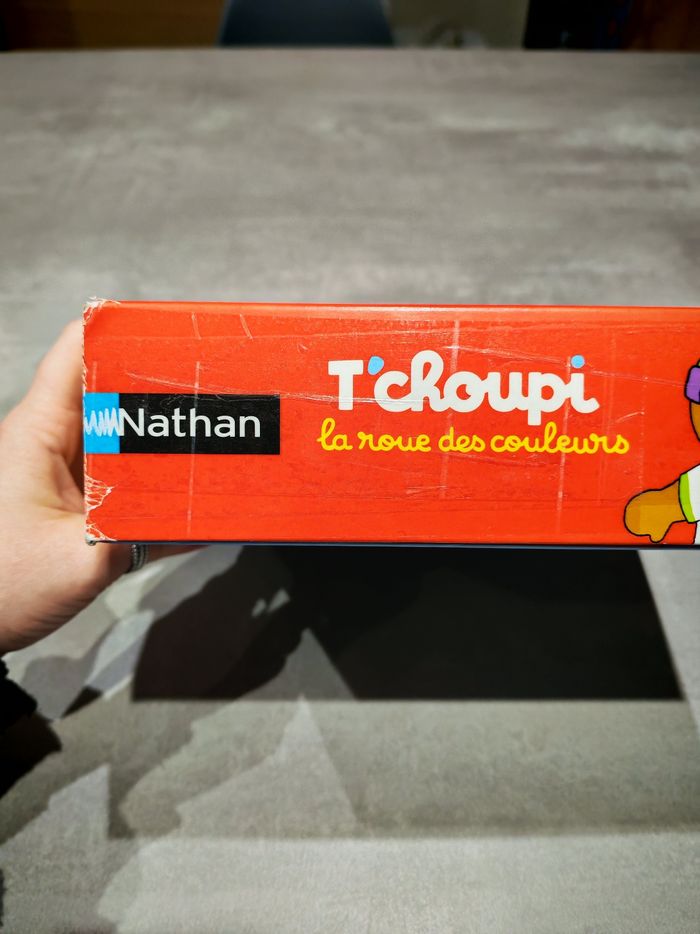 Nathan
T'choupi
la roue des couleurs